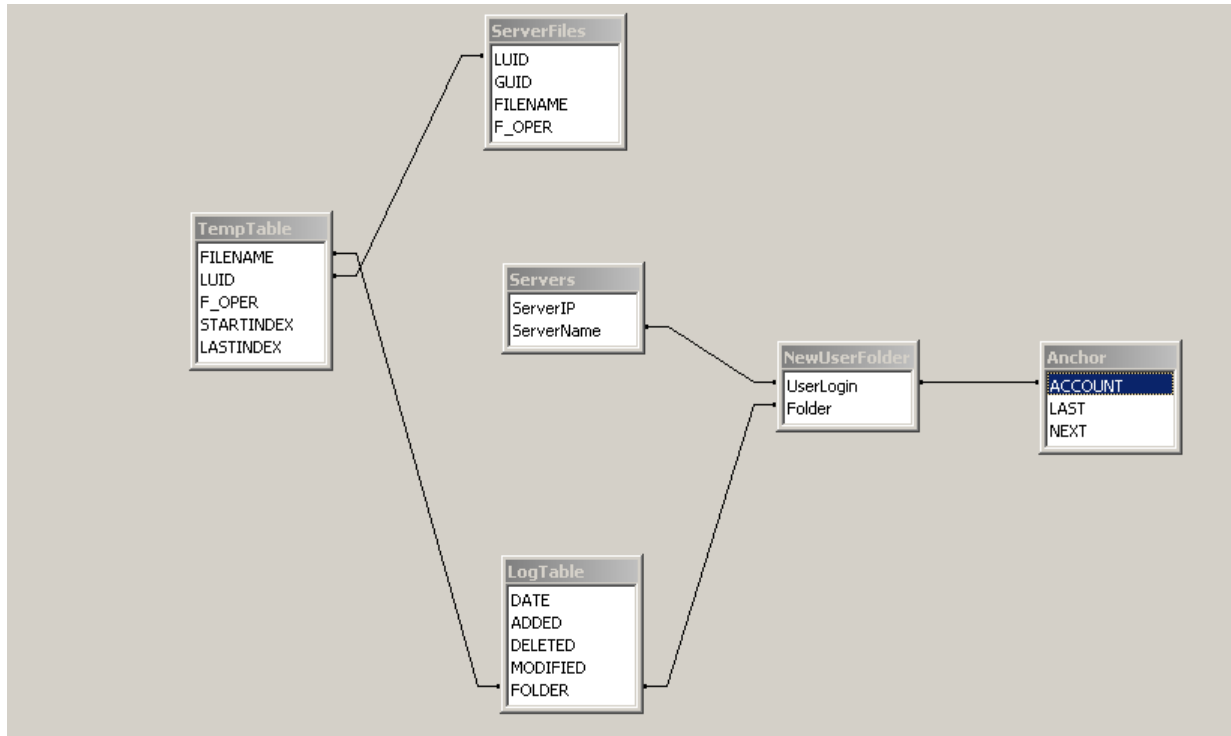 ServerFiles
LUID
GUID
FILENAME
F_OPER
TempTable
FILENAME
LUID
F_OPER
STARTINDEX
LASTINDEX
Servers
ServerIP
ServerName
NewUserFolder
UserLogin
Folder
Anchor
ACCOUNT
LAST
NEXT
LogTable
DATE
ADDED
DELETED
MODIFIED
FOLDER